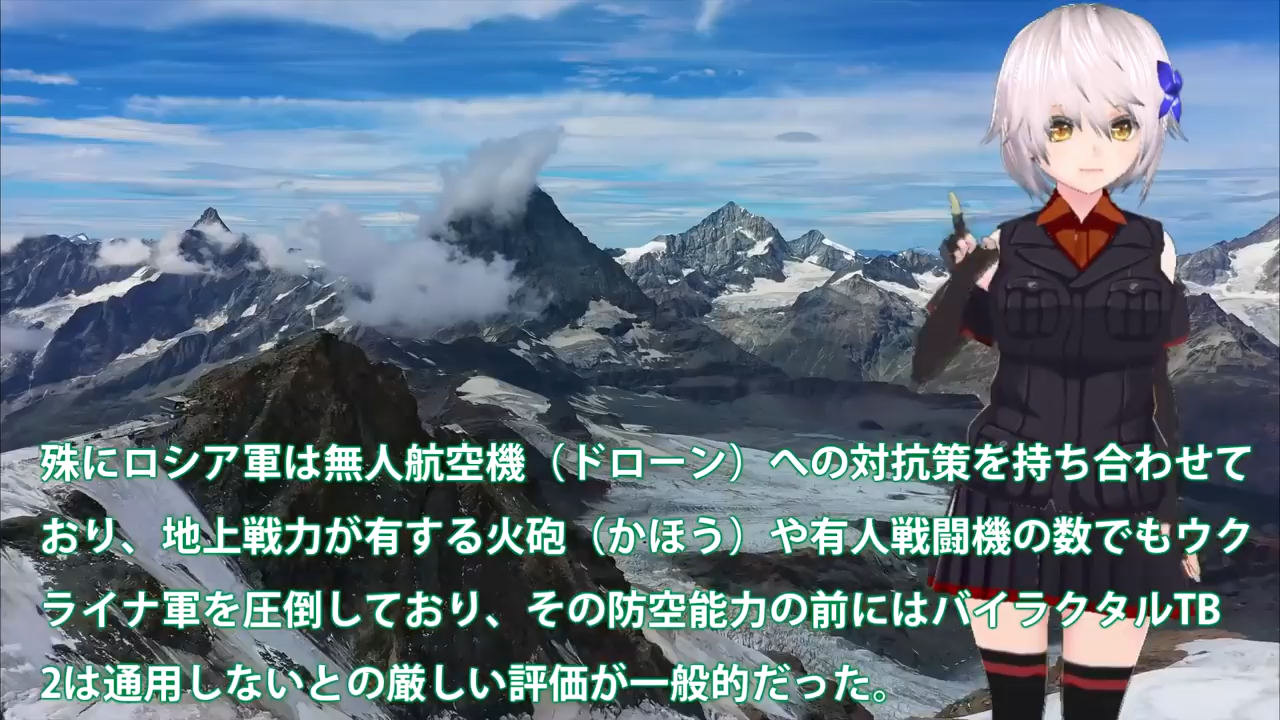 殊にロシア軍は無人航空機（ドローン）への対抗策を持ち合わせて
おり、地上戦力が有する火砲（かほう）や有人戦闘機の数でもウク
ライナ軍を圧倒しており、その防空能力の前にはバイラクタルTB
2は通用しないとの厳しい評価が一般的だった。